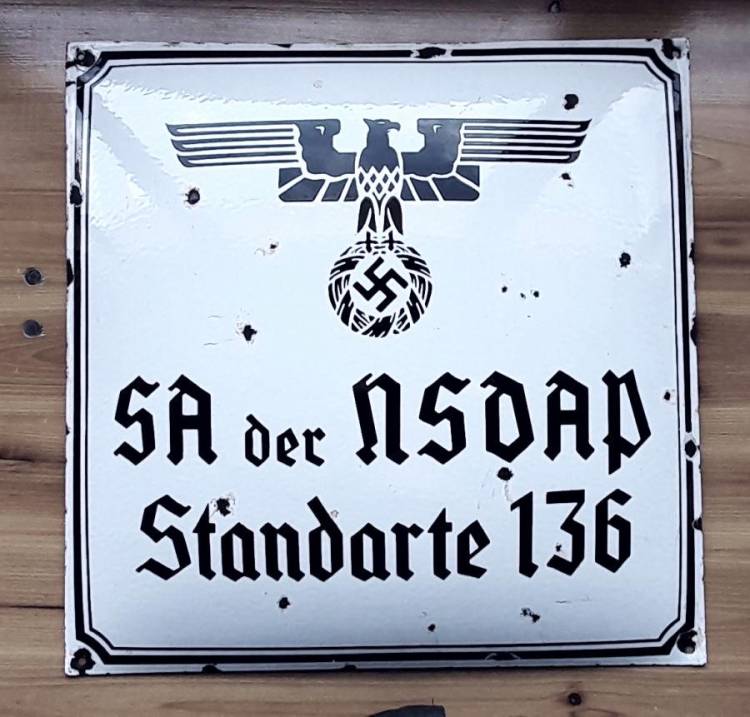 SA der NSDAP
Standarte 136